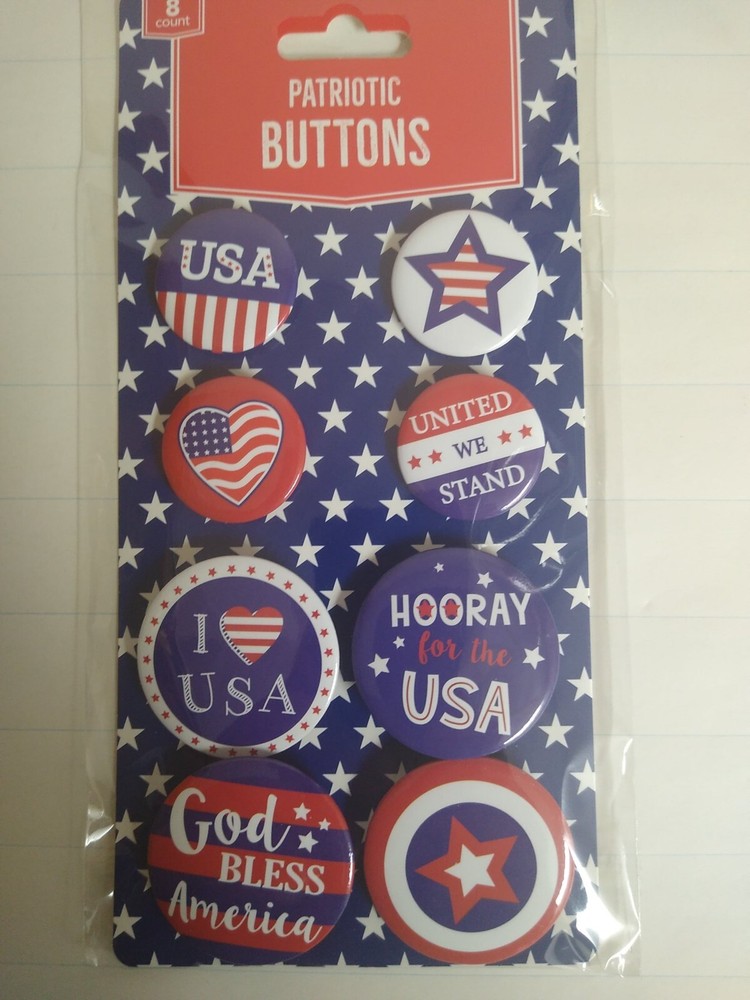 8
count
PATRIOTIC
BUTTONS
USA
UNITED
WE
STAND
I
USA
HOORAY
for the
USA
God
BLESS
America